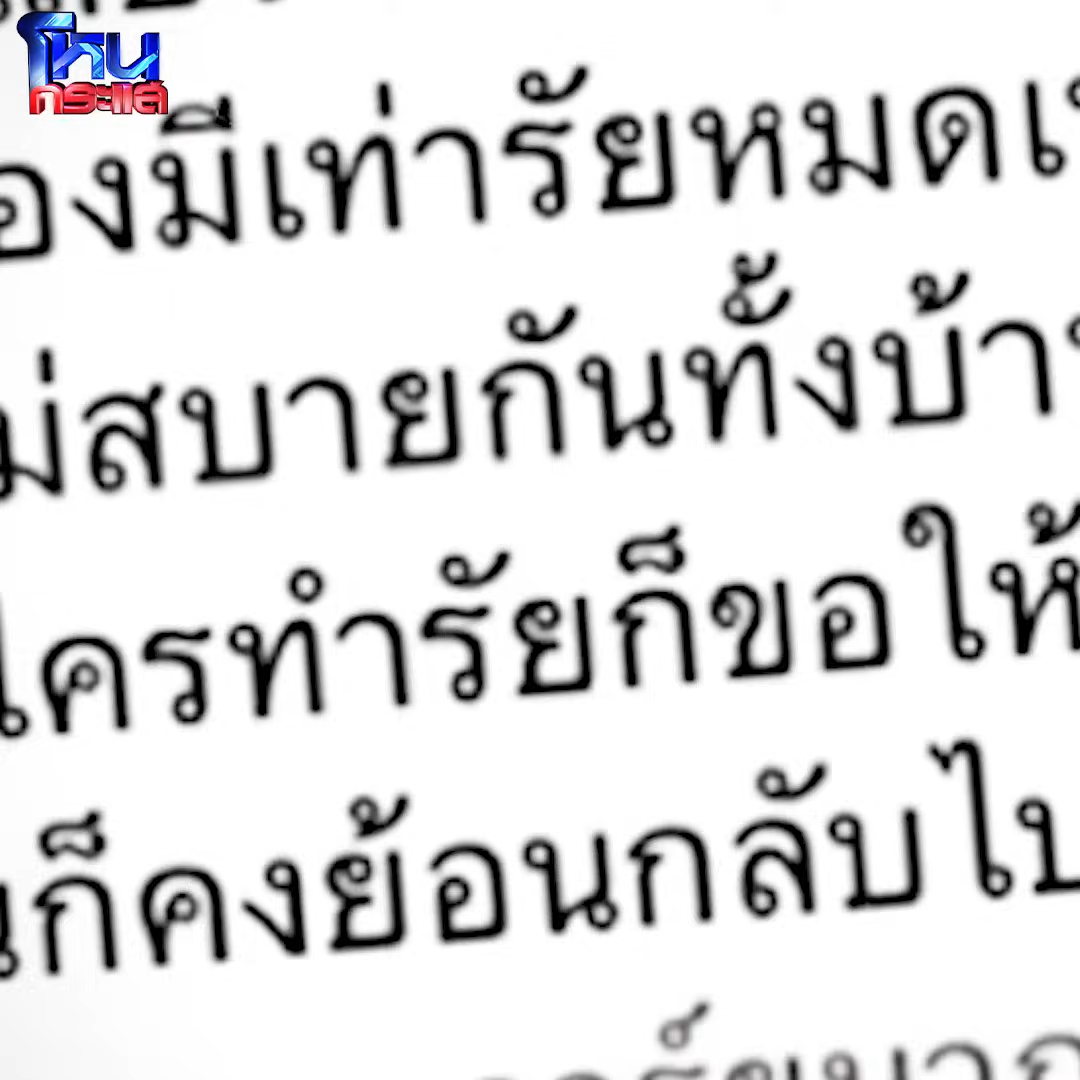 โหน
กระแส
องมีเท่ารัยหมดเ
ม่สบายกันทั้งบ้า
ใครทำรัยก็ขอให้
ก็คงย้อนกลับไป